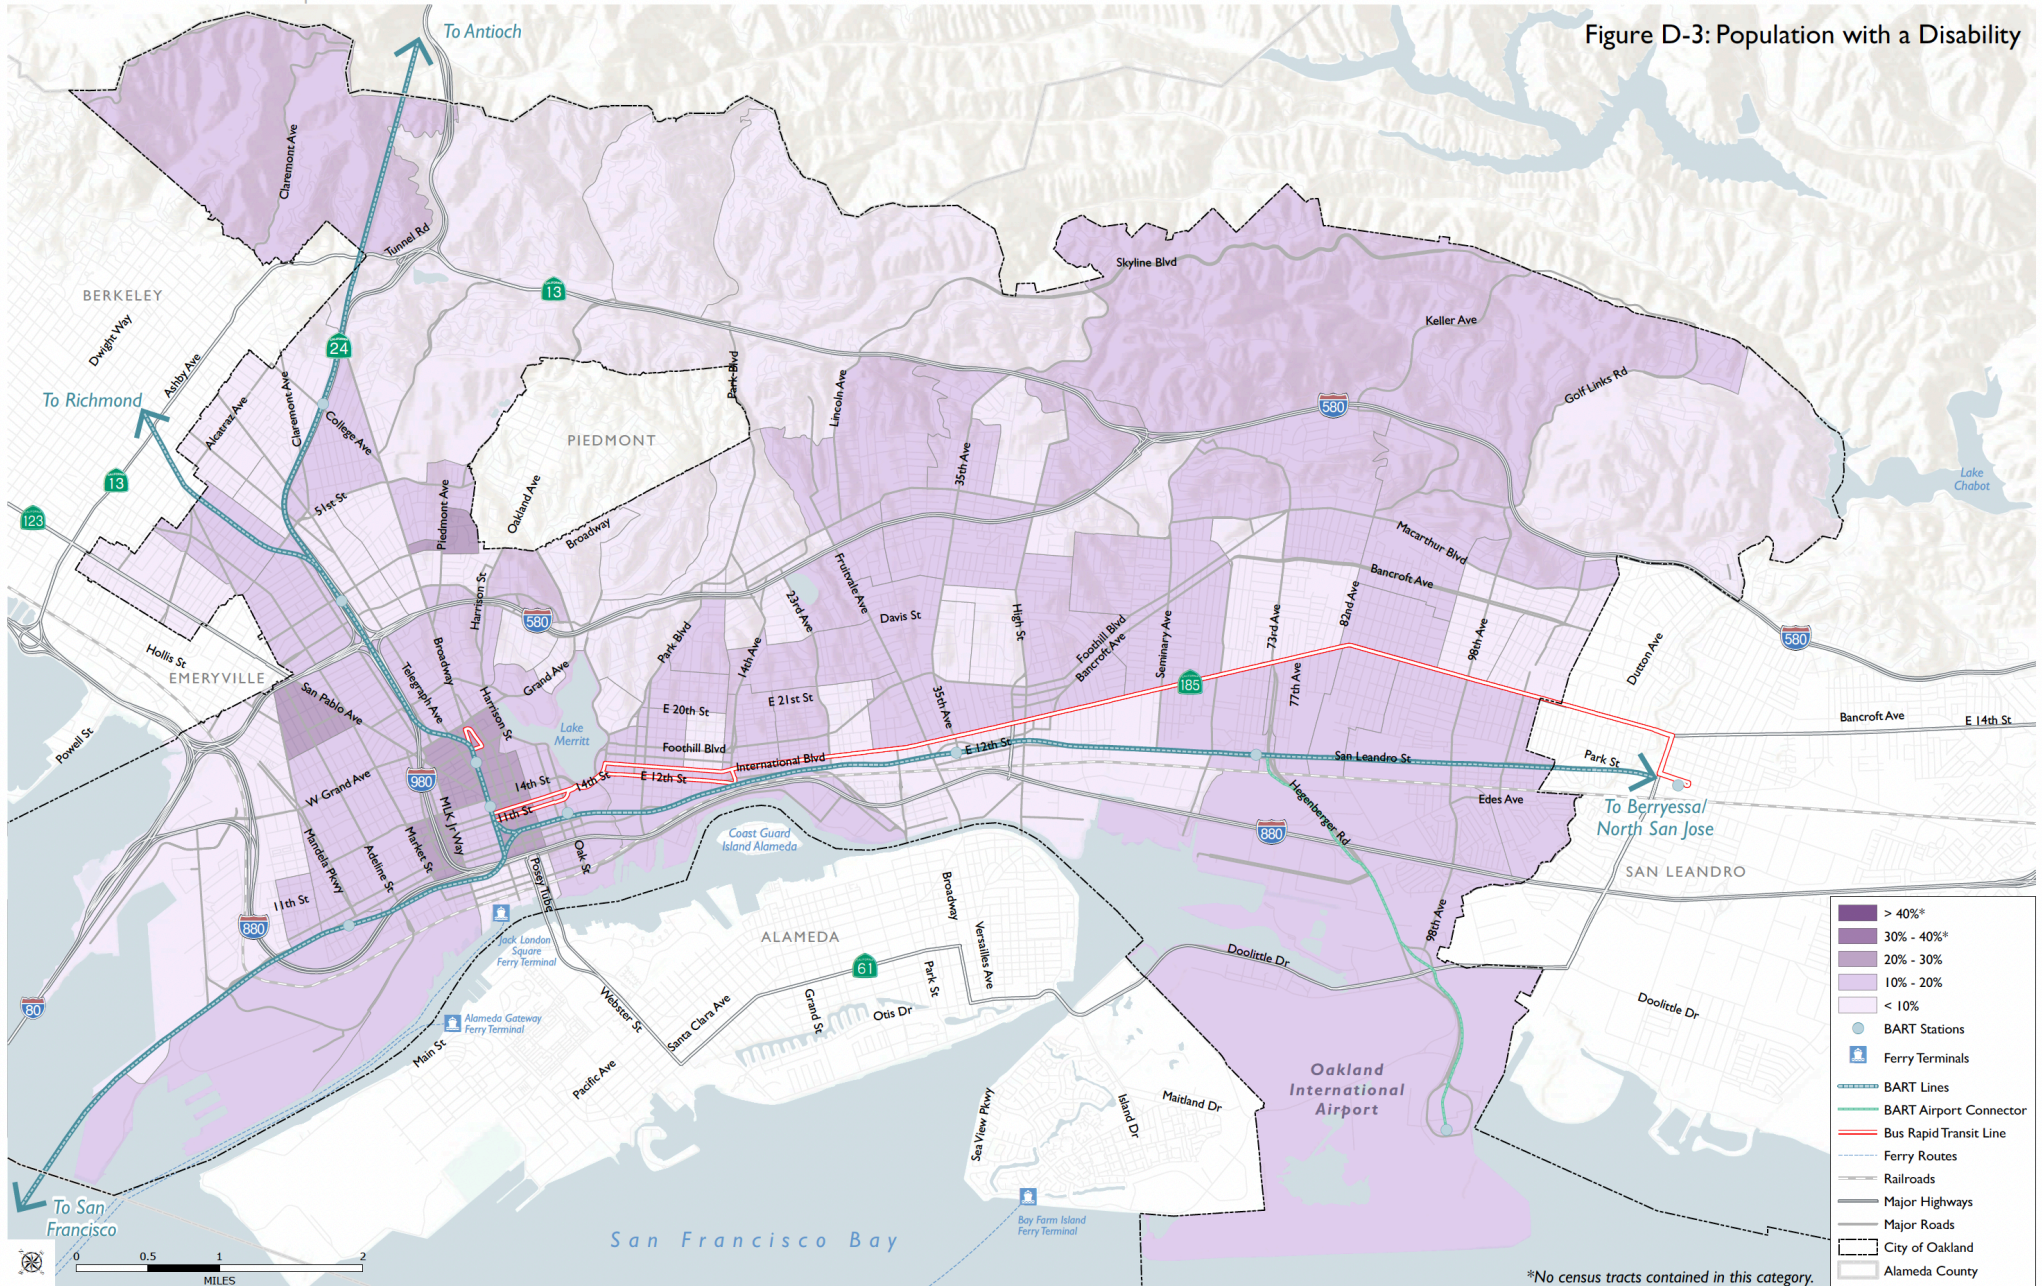 Figure D-3: Population with a Disability
To Antioch
Claremont Ave
Tunnel Rd
BERKELEY
Dwight Way
Ashby Ave
13
24
Skyline Blvd
Keller Ave
Golf Links Rd
580
To Richmond
Alcatraz Ave
Claremont Ave
College Ave
Park Blvd
Lincoln Ave
35th Ave
PIEDMONT
Oakland Ave
Broadway
Piedmont Ave
51st St
13
123
Lake
Chabot
Macarthur Blvd
Bancroft Ave
Fruitvale Ave
23rd Ave
Davis St
High St
Foothill Blvd
Bancroft Ave
Seminary Ave
73rd Ave
82nd Ave
98th Ave
77th Ave
185
Dutton Ave
580
Bancroft Ave
E 14th St
Harrison St
580
Hollis St
EMERYVILLE
Powell St
San Pablo Ave
Telegraph Ave
Broadway
Harrison St
Grand Ave
Park Blvd
14th Ave
Lake
Merritt
E 20th St
E 21st St
Foothill Blvd
35th Ave
International Blvd
E 12th St
E 12th St
San Leandro St
Park St
W Grand Ave
980
14th St
14th St
11th St
MLK Jr Way
Market St
Adeline St
Mandela Pkwy
11th St
880
80
Oak St
Posey Tube
Coast Guard
Island Alameda
Hegenberger Rd
880
Edes Ave
To Berryessa/
North San Jose
SAN LEANDRO
98th Ave
Doolittle Dr
Doolittle Dr
Jack London
Square
Ferry Terminal
ALAMEDA
Broadway
Versailles Ave
61
Park St
Grand St
Otis Dr
Santa Clara Ave
Webster St
Alameda Gateway
Ferry Terminal
Main St
Pacific Ave
Sea View Pkwy
Island Dr
Maitland Dr
Oakland
International
Airport
Bay Farm Island
Ferry Terminal
San Francisco Bay
To San
Francisco
0 0.5 1 2
MILES
> 40%*
30% - 40%*
20% - 30%
10% - 20%
< 10%
BART Stations
Ferry Terminals
BART Lines
BART Airport Connector
Bus Rapid Transit Line
Ferry Routes
Railroads
Major Highways
Major Roads
City of Oakland
Alameda County
*No census tracts contained in this category.